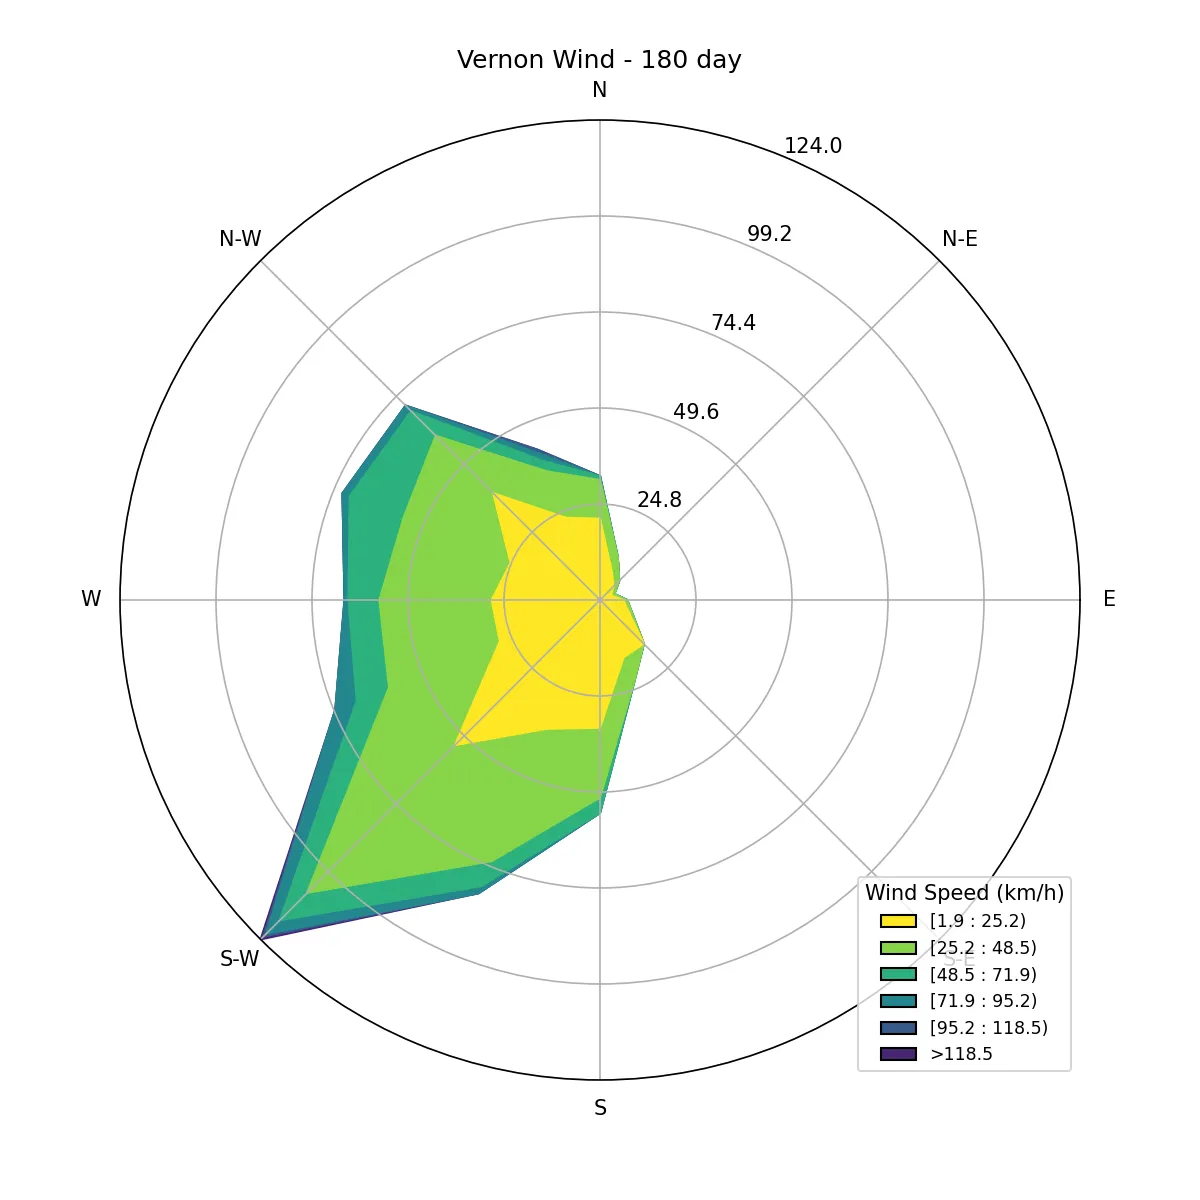 Vernon Wind - 180 day
N
124.0
N-W
99.2
N-E
74.4
49.6
24.8
W
E
S-W
S-E
S
Wind Speed (km/h)
[1.9 : 25.2)
[25.2 : 48.5)
[48.5 : 71.9)
[71.9 : 95.2)
[95.2 : 118.5)
>118.5